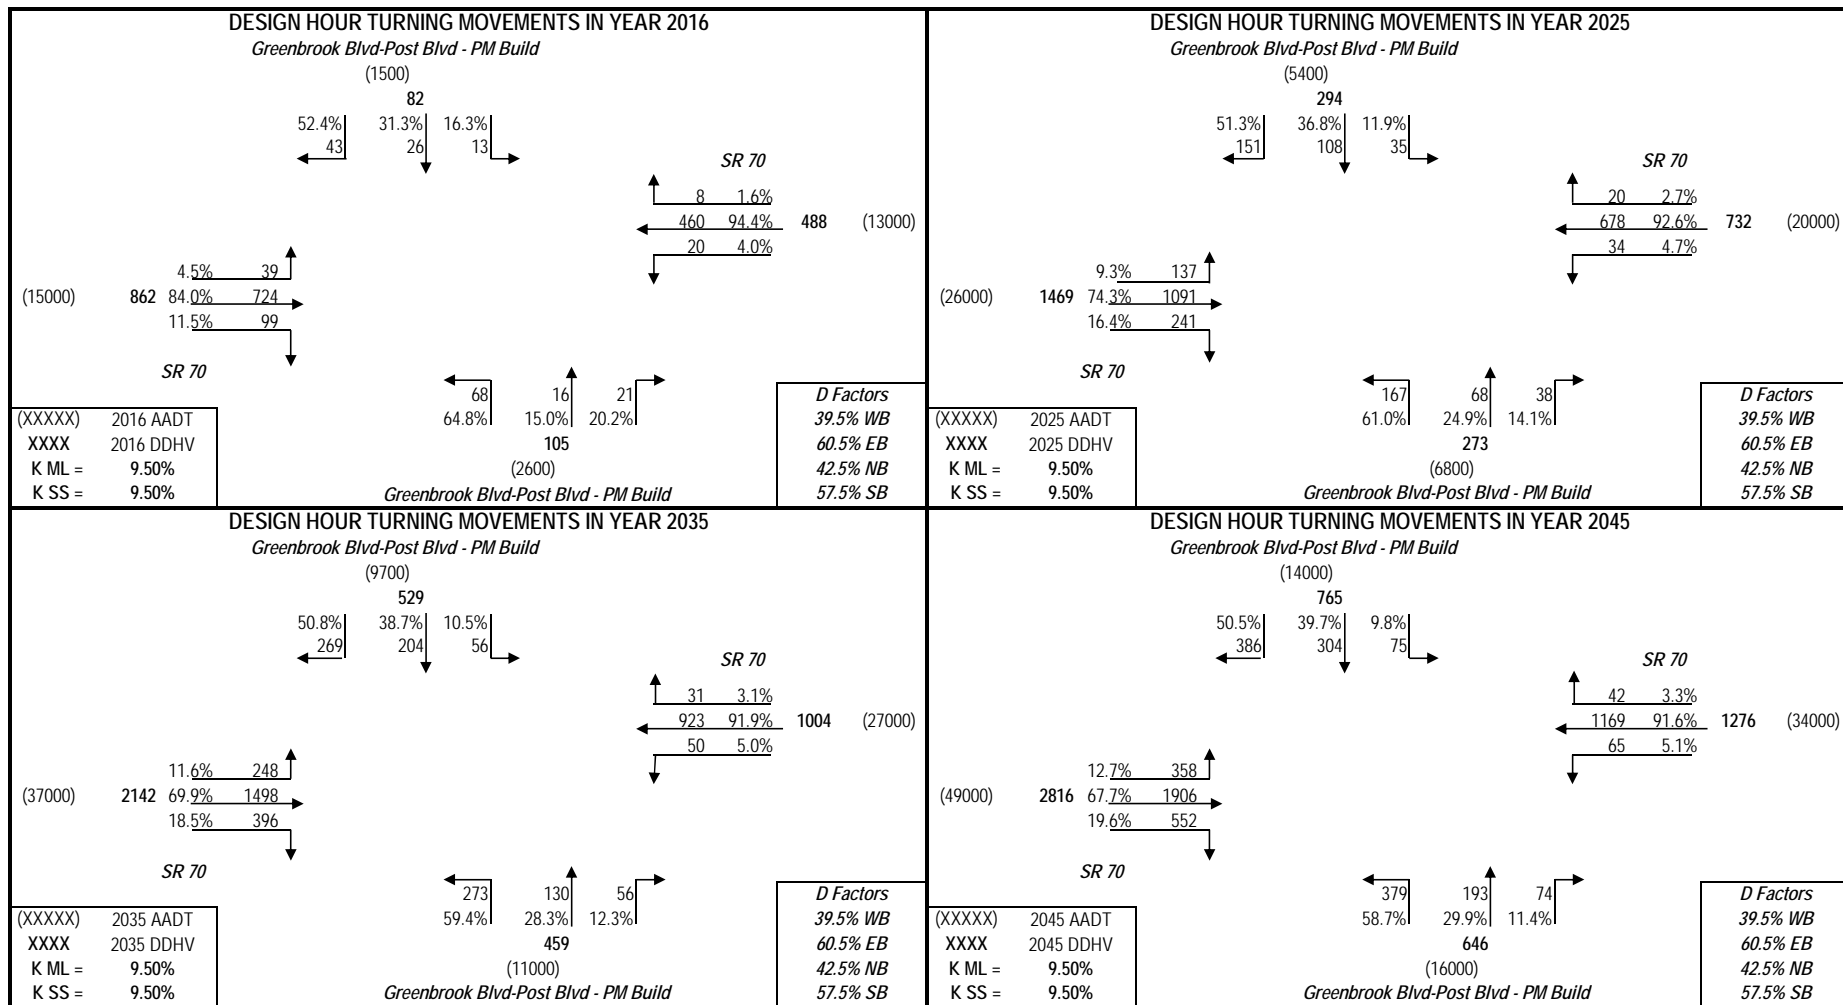 DESIGN HOUR TURNING MOVEMENTS IN YEAR 2016
Greenbrook Blvd-Post Blvd - PM Build
(1500)
82
52.4% 31.3% 16.3%
43 26 13
SR 70
8 1.6%
460 94.4% 488 (13000)
20 4.0%
4.5% 39
(15000) 862 84.0% 724
11.5% 99
SR 70
68 16 21
64.8% 15.0% 20.2%
105
(2600)
Greenbrook Blvd-Post Blvd - PM Build
(XXXXX) 2016 AADT
XXXX 2016 DDHV
K ML = 9.50%
K SS = 9.50%
D Factors
39.5% WB
60.5% EB
42.5% NB
57.5% SB
DESIGN HOUR TURNING MOVEMENTS IN YEAR 2025
Greenbrook Blvd-Post Blvd - PM Build
(5400)
294
51.3% 36.8% 11.9%
151 108 35
SR 70
20 2.7%
678 92.6% 732 (20000)
34 4.7%
9.3% 137
(26000) 1469 74.3% 1091
16.4% 241
SR 70
167 68 38
61.0% 24.9% 14.1%
273
(6800)
Greenbrook Blvd-Post Blvd - PM Build
(XXXXX) 2025 AADT
XXXX 2025 DDHV
K ML = 9.50%
K SS = 9.50%
D Factors
39.5% WB
60.5% EB
42.5% NB
57.5% SB
DESIGN HOUR TURNING MOVEMENTS IN YEAR 2035
Greenbrook Blvd-Post Blvd - PM Build
(9700)
529
50.8% 38.7% 10.5%
269 204 56
SR 70
31 3.1%
923 91.9% 1004 (27000)
50 5.0%
11.6% 248
(37000) 2142 69.9% 1498
18.5% 396
SR 70
273 130 56
59.4% 28.3% 12.3%
459
(11000)
Greenbrook Blvd-Post Blvd - PM Build
(XXXXX) 2035 AADT
XXXX 2035 DDHV
K ML = 9.50%
K SS = 9.50%
D Factors
39.5% WB
60.5% EB
42.5% NB
57.5% SB
DESIGN HOUR TURNING MOVEMENTS IN YEAR 2045
Greenbrook Blvd-Post Blvd - PM Build
(14000)
765
50.5% 39.7% 9.8%
386 304 75
SR 70
42 3.3%
1169 91.6% 1276 (34000)
65 5.1%
12.7% 358
(49000) 2816 67.7% 1906
19.6% 552
SR 70
379 193 74
58.7% 29.9% 11.4%
646
(16000)
Greenbrook Blvd-Post Blvd - PM Build
(XXXXX) 2045 AADT
XXXX 2045 DDHV
K ML = 9.50%
K SS = 9.50%
D Factors
39.5% WB
60.5% EB
42.5% NB
57.5% SB